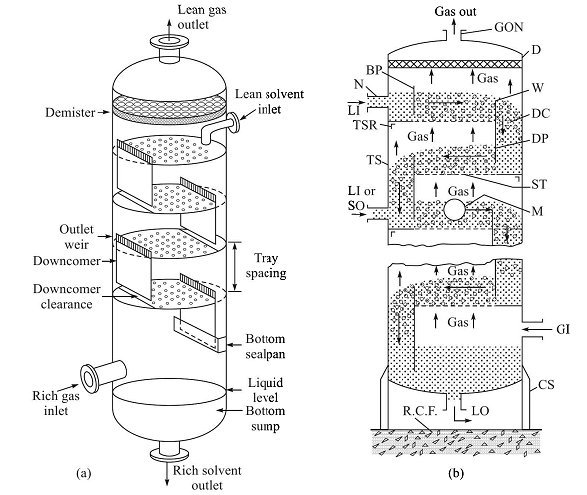 Lean gas
outlet
Lean solvent
inlet
Demister
Outlet
weir
Downcomer
Downcomer
clearance
Tray
spacing
Bottom
sealpan
Rich gas
inlet
Liquid
level
Bottom
sump
Rich solvent
outlet
(a)
Gas out
GON
D
BP
Gas
N
W
LI
DC
TSR
Gas
DP
TS
ST
LI or
SO
Gas
M
Gas
Gas
GI
CS
R.C.F.
LO
(b)